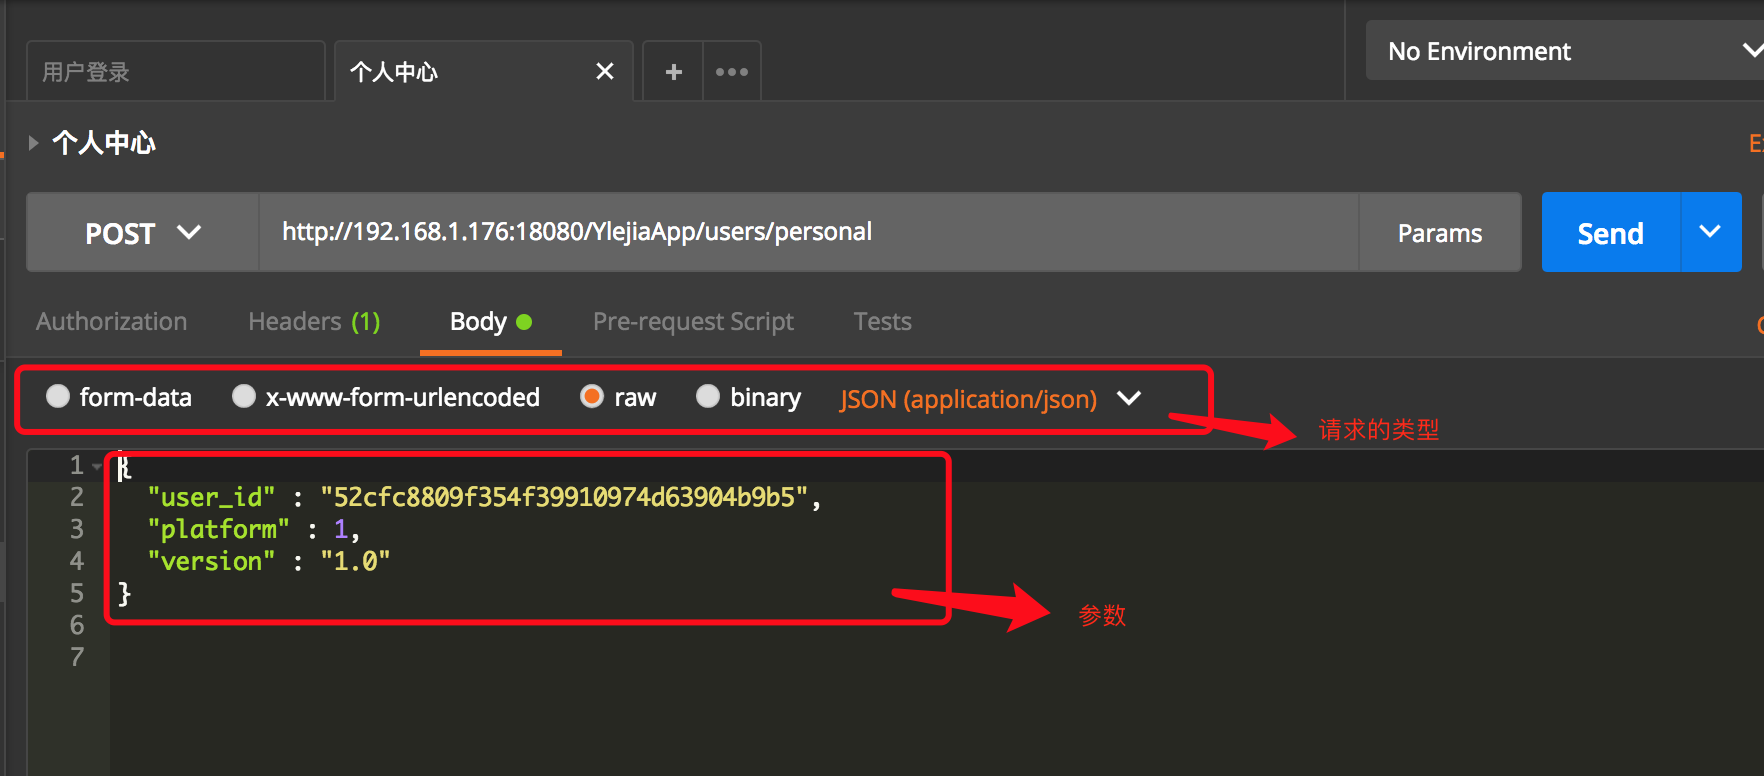 用户登录
个人中心
No Environment
个人中心
POST
http://192.168.1.176:18080/YlejiaApp/users/personal
Params
Send
Authorization
Headers (1)
Body
Pre-request Script
Tests
form-data
x-www-form-urlencoded
raw
binary
JSON (application/json)
请求的类型
1 {
2 "user_id" : "52cfc8809f354f39910974d63904b9b5",
3 "platform" : 1,
4 "version" : "1.0"
5 }
参数
6
7